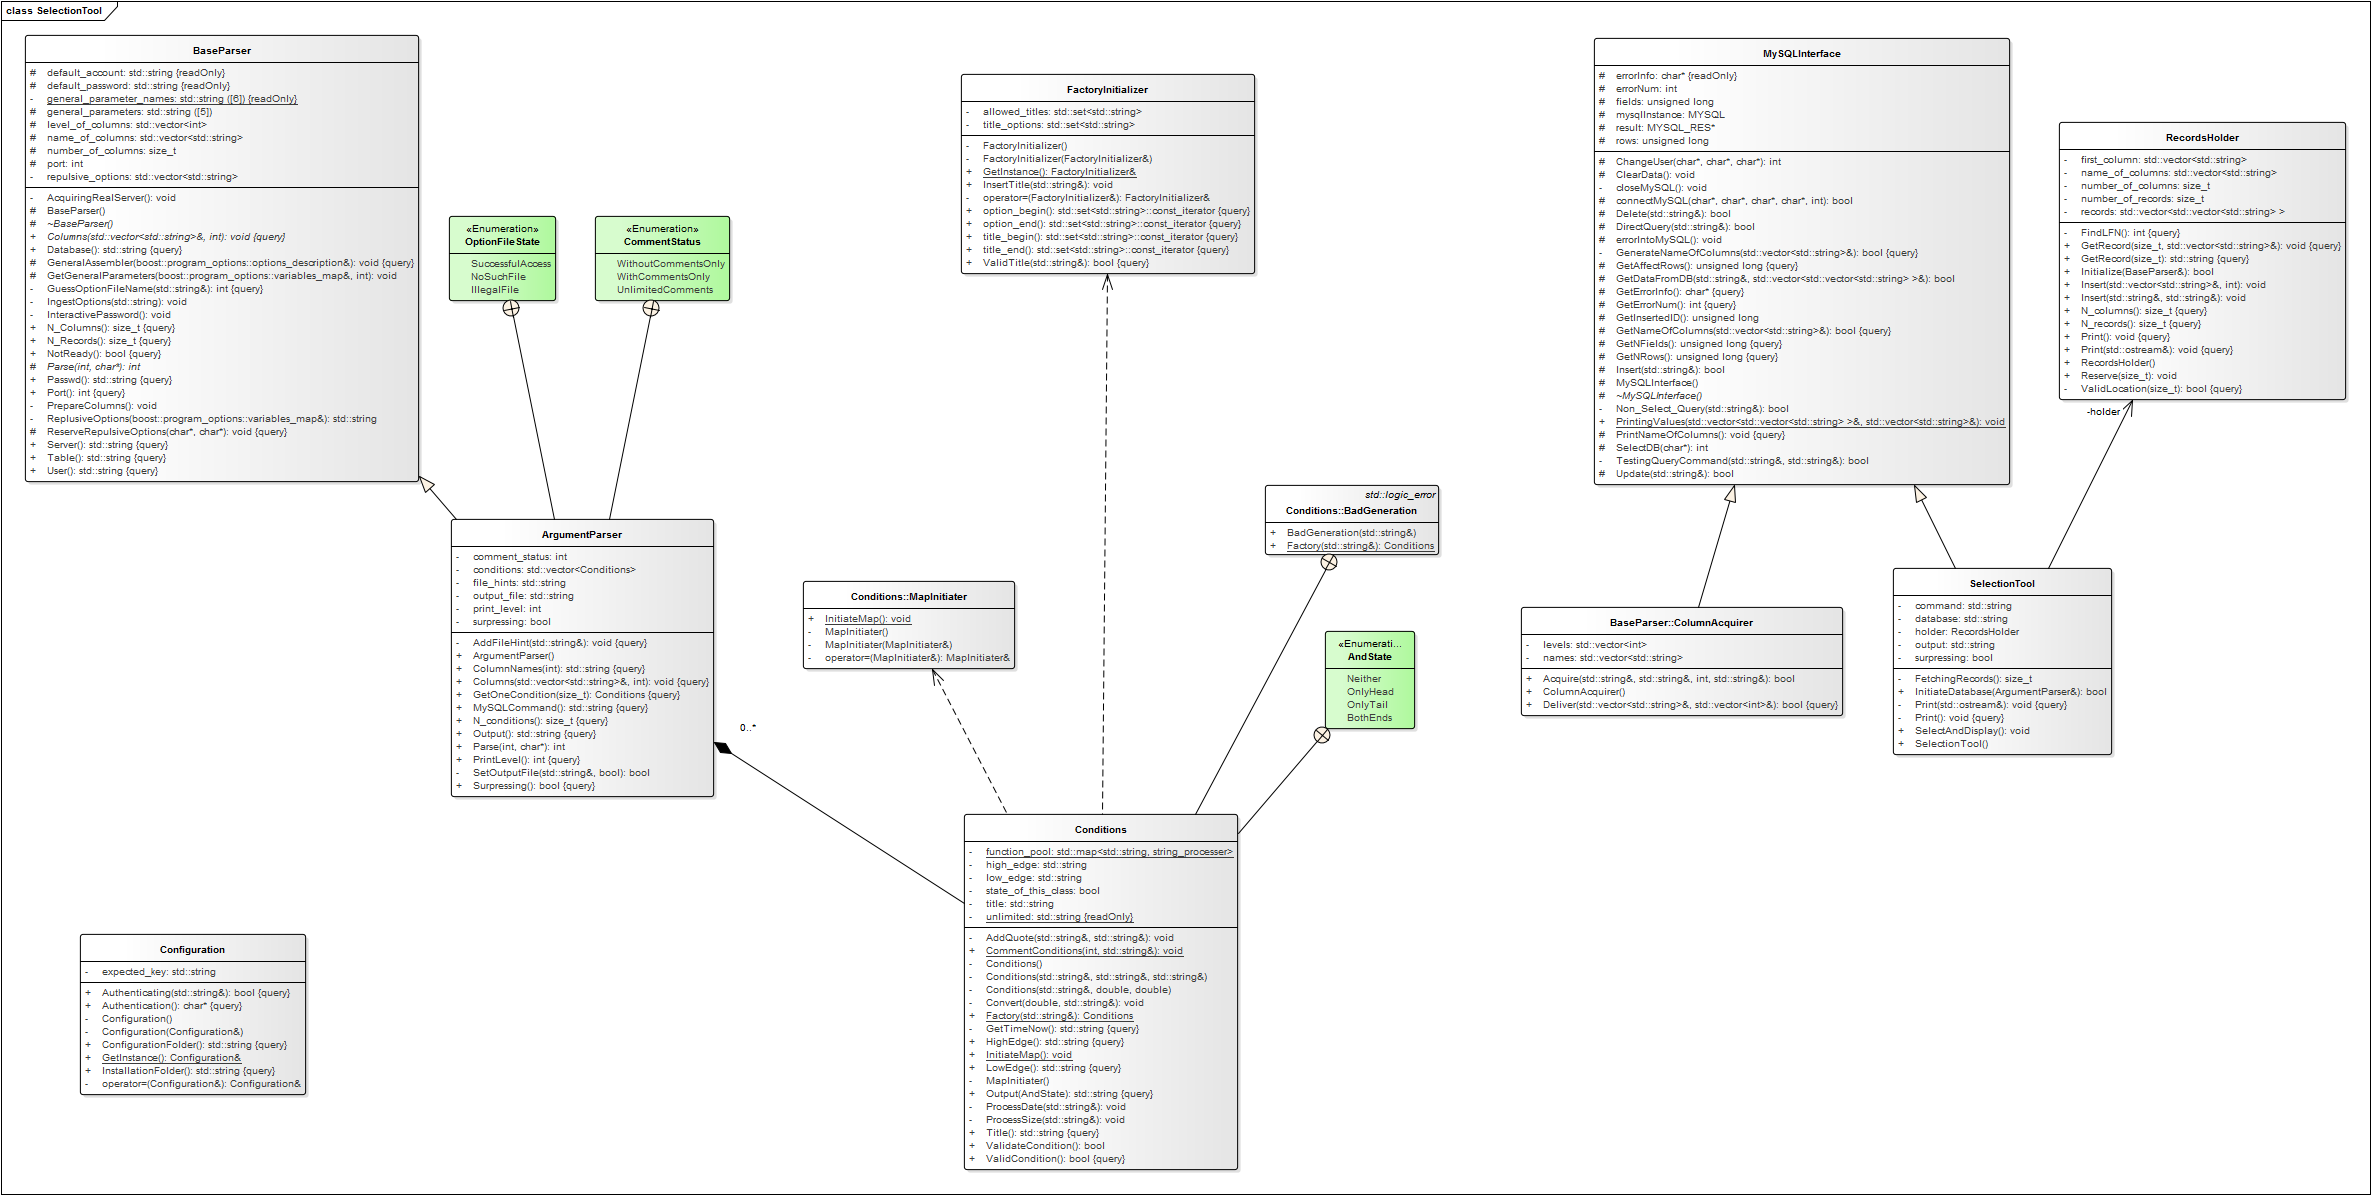 class SelectionTool
BaseParser
# default_account: std::string {readOnly}
# default_password: std::string {readOnly}
- general_parameter_names: std::string ([6]) {readOnly}
# general_parameters: std::string ([5])
# level_of_columns: std::vector<int>
# name_of_columns: std::vector<std::string>
# number_of_columns: size_t
# port: int
- repulsive_options: std::vector<std::string>
- AcquiringRealServer(): void
# BaseParser()
# ~BaseParser()
+ Columns(std::vector<std::string>&, int): void {query}
+ Database(): std::string {query}
# GeneralAssembler(boost::program_options::options_description&): void {query}
# GetGeneralParameters(boost::program_options::variables_map&, int): void
- GuessOptionFileName(std::string&): int {query}
- IngestOptions(std::string): void
- InteractivePassword(): void
+ N_Columns(): size_t {query}
+ N_Records(): size_t {query}
+ NotReady(): bool {query}
# Parse(int, char*): int
+ Passwd(): std::string {query}
+ Port(): int {query}
- PrepareColumns(): void
- ReplusiveOptions(boost::program_options::variables_map&): std::string
# ReserveRepulsiveOptions(char*, char*): void {query}
+ Server(): std::string {query}
+ Table(): std::string {query}
+ User(): std::string {query}
«Enumeration»
OptionFileState
SuccessfulAccess
NoSuchFile
IllegalFile
«Enumeration»
CommentStatus
WithoutCommentsOnly
WithCommentsOnly
UnlimitedComments
FactoryInitializer
- allowed_titles: std::set<std::string>
- title_options: std::set<std::string>
- FactoryInitializer()
- FactoryInitializer(FactoryInitializer&)
+ GetInstance(): FactoryInitializer&
+ InsertTitle(std::string&): void
- operator=(FactoryInitializer&): FactoryInitializer&
+ option_begin(): std::set<std::string>::const_iterator {query}
+ option_end(): std::set<std::string>::const_iterator {query}
+ title_begin(): std::set<std::string>::const_iterator {query}
+ title_end(): std::set<std::string>::const_iterator {query}
+ ValidTitle(std::string&): bool {query}
MySQLInterface
# errorInfo: char* {readOnly}
# errorNum: int
# fields: unsigned long
# mysqlInstance: MYSQL
# result: MYSQL_RES*
# rows: unsigned long
# ChangeUser(char*, char*, char*): int
# ClearData(): void
- closeMySQL(): void
# connectMySQL(char*, char*, char*, char*, int): bool
# Delete(std::string&): bool
# DirectQuery(std::string&): bool
# errorIntoMySQL(): void
- GenerateNameOfColumns(std::vector<std::string>&): bool {query}
# GetAffectRows(): unsigned long {query}
# GetDataFromDB(std::string&, std::vector<std::vector<std::string> >&): bool
# GetErrorInfo(): char* {query}
# GetErrorNum(): int {query}
# GetInsertedID(): unsigned long
# GetNameOfColumns(std::vector<std::string>&): bool {query}
# GetNFields(): unsigned long {query}
# GetNRows(): unsigned long {query}
# Insert(std::string&): bool
# MySQLInterface()
# ~MySQLInterface()
- Non_Select_Query(std::string&): bool
+ PrintingValues(std::vector<std::vector<std::string> >&, std::vector<std::string>&): void
# PrintNameOfColumns(): void {query}
# SelectDB(char*): int
- TestingQueryCommand(std::string&, std::string&): bool
# Update(std::string&): bool
RecordsHolder
- first_column: std::vector<std::string>
- name_of_columns: std::vector<std::string>
- number_of_columns: size_t
- number_of_records: size_t
- records: std::vector<std::vector<std::string> >
- FindLFN(): int {query}
+ GetRecord(size_t, std::vector<std::string>&): void {query}
+ GetRecord(size_t): std::string {query}
+ Initialize(BaseParser&): bool
+ Insert(std::vector<std::string>&, int): void
+ Insert(std::string&, std::string&): void
+ N_columns(): size_t {query}
+ N_records(): size_t {query}
+ Print(): void {query}
+ Print(std::ostream&): void {query}
+ RecordsHolder()
+ Reserve(size_t): void
- ValidLocation(size_t): bool {query}
-holder
ArgumentParser
- comment_status: int
- conditions: std::vector<Conditions>
- file_hints: std::string
- output_file: std::string
- print_level: int
- surpressing: bool
- AddFileHint(std::string&): void {query}
+ ArgumentParser()
+ ColumnNames(int): std::string {query}
+ Columns(std::vector<std::string>&, int): void {query}
+ GetOneCondition(size_t): Conditions {query}
+ MySQLCommand(): std::string {query}
+ N_conditions(): size_t {query}
+ Output(): std::string {query}
+ Parse(int, char*): int
+ PrintLevel(): int {query}
- SetOutputFile(std::string&, bool): bool
+ Surpressing(): bool {query}
0..*
Conditions::MapInitiater
+ InitiateMap(): void
- MapInitiater()
- MapInitiater(MapInitiater&)
- operator=(MapInitiater&): MapInitiater&
std::logic_error
Conditions::BadGeneration
+ BadGeneration(std::string&)
+ Factory(std::string&): Conditions
«Enumerati...
AndState
Neither
OnlyHead
OnlyTail
BothEnds
BaseParser::ColumnAcquirer
- levels: std::vector<int>
- names: std::vector<std::string>
+ Acquire(std::string&, std::string&, int, std::string&): bool
+ ColumnAcquirer()
+ Deliver(std::vector<std::string>&, std::vector<int>&): bool {query}
SelectionTool
- command: std::string
- database: std::string
- holder: RecordsHolder
- output: std::string
- surpressing: bool
- FetchingRecords(): size_t
+ InitiateDatabase(ArgumentParser&): bool
- Print(std::ostream&): void {query}
- Print(): void {query}
+ SelectAndDisplay(): void
+ SelectionTool()
Conditions
- function_pool: std::map<std::string, string_processer>
- high_edge: std::string
- low_edge: std::string
- state_of_this_class: bool
- title: std::string
- unlimited: std::string {readOnly}
- AddQuote(std::string&, std::string&): void
+ CommentConditions(int, std::string&): void
- Conditions()
- Conditions(std::string&, std::string&, std::string&)
- Conditions(std::string&, double, double)
- Convert(double, std::string&): void
+ Factory(std::string&): Conditions
- GetTimeNow(): std::string {query}
+ HighEdge(): std::string {query}
+ InitiateMap(): void
+ LowEdge(): std::string {query}
- MapInitiater()
+ Output(AndState): std::string {query}
- ProcessDate(std::string&): void
- ProcessSize(std::string&): void
+ Title(): std::string {query}
+ ValidateCondition(): bool
+ ValidCondition(): bool {query}
Configuration
- expected_key: std::string
+ Authenticating(std::string&): bool {query}
+ Authentication(): char* {query}
- Configuration()
- Configuration(Configuration&)
+ ConfigurationFolder(): std::string {query}
+ GetInstance(): Configuration&
+ InstallationFolder(): std::string {query}
- operator=(Configuration&): Configuration&